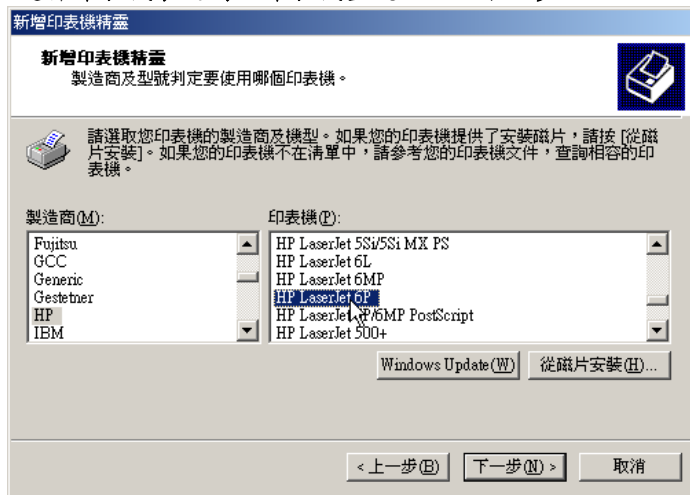 新增印表機精靈
新增印表機精靈
製造商及型號判定要使用哪個印表機。
請選取您印表機的製造商及機型。如果您的印表機提供了安裝磁片，請按 [從磁
片安裝]。如果您的印表機不在清單中，請參考您的印表機文件，查詢相容的印
表機。
製造商(M):
Fujitsu
GCC
Generic
Gestetner
HP
IBM
印表機(P):
HP LaserJet 5Si/5Si MX PS
HP LaserJet 6L
HP LaserJet 6MP
HP LaserJet 6P
HP LaserJet 6P/6MP PostScript
HP LaserJet 500+
Windows Update(W)
從磁片安裝(H)...
<上一步(B)
下一步(N) >
取消